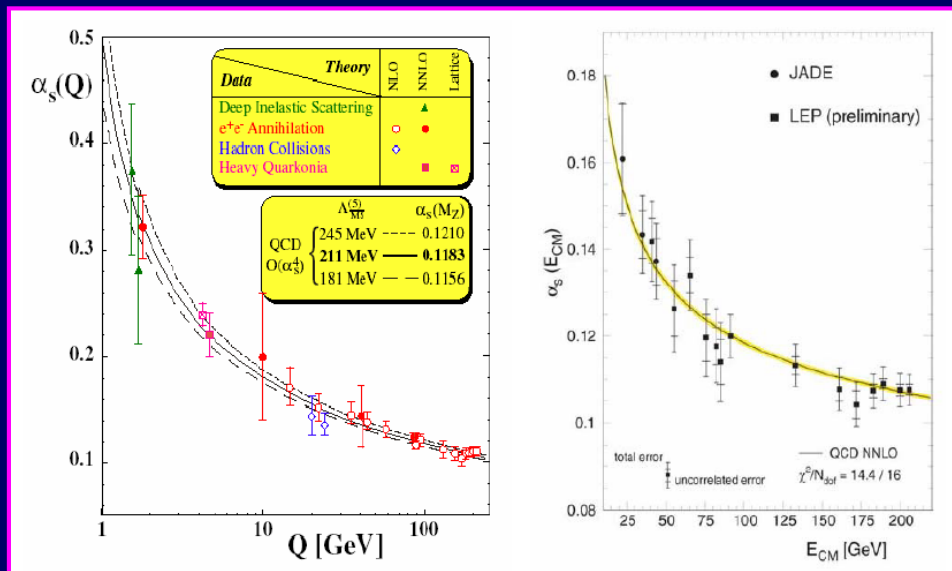 0.5
αs(Q)
0.4
0.3
0.2
0.1
1 10 100
Q [GeV]
Theory
Data
NLO
NNLO
Lattice
Deep Inelastic Scattering
e+e- Annihilation
Hadron Collisions
Heavy Quarkonia
Λ(5)MS αs(MZ)
QCD
O(αs4)
245 MeV 0.1210
211 MeV 0.1183
181 MeV 0.1156
0.18
0.16
0.14
0.12
0.1
0.08
αs (ECM)
JADE
LEP (preliminary)
total error
uncorrelated error
QCD NNLO
χ2/Ndof = 14.4 / 16
25 50 75 100 125 150 175 200
ECM [GeV]